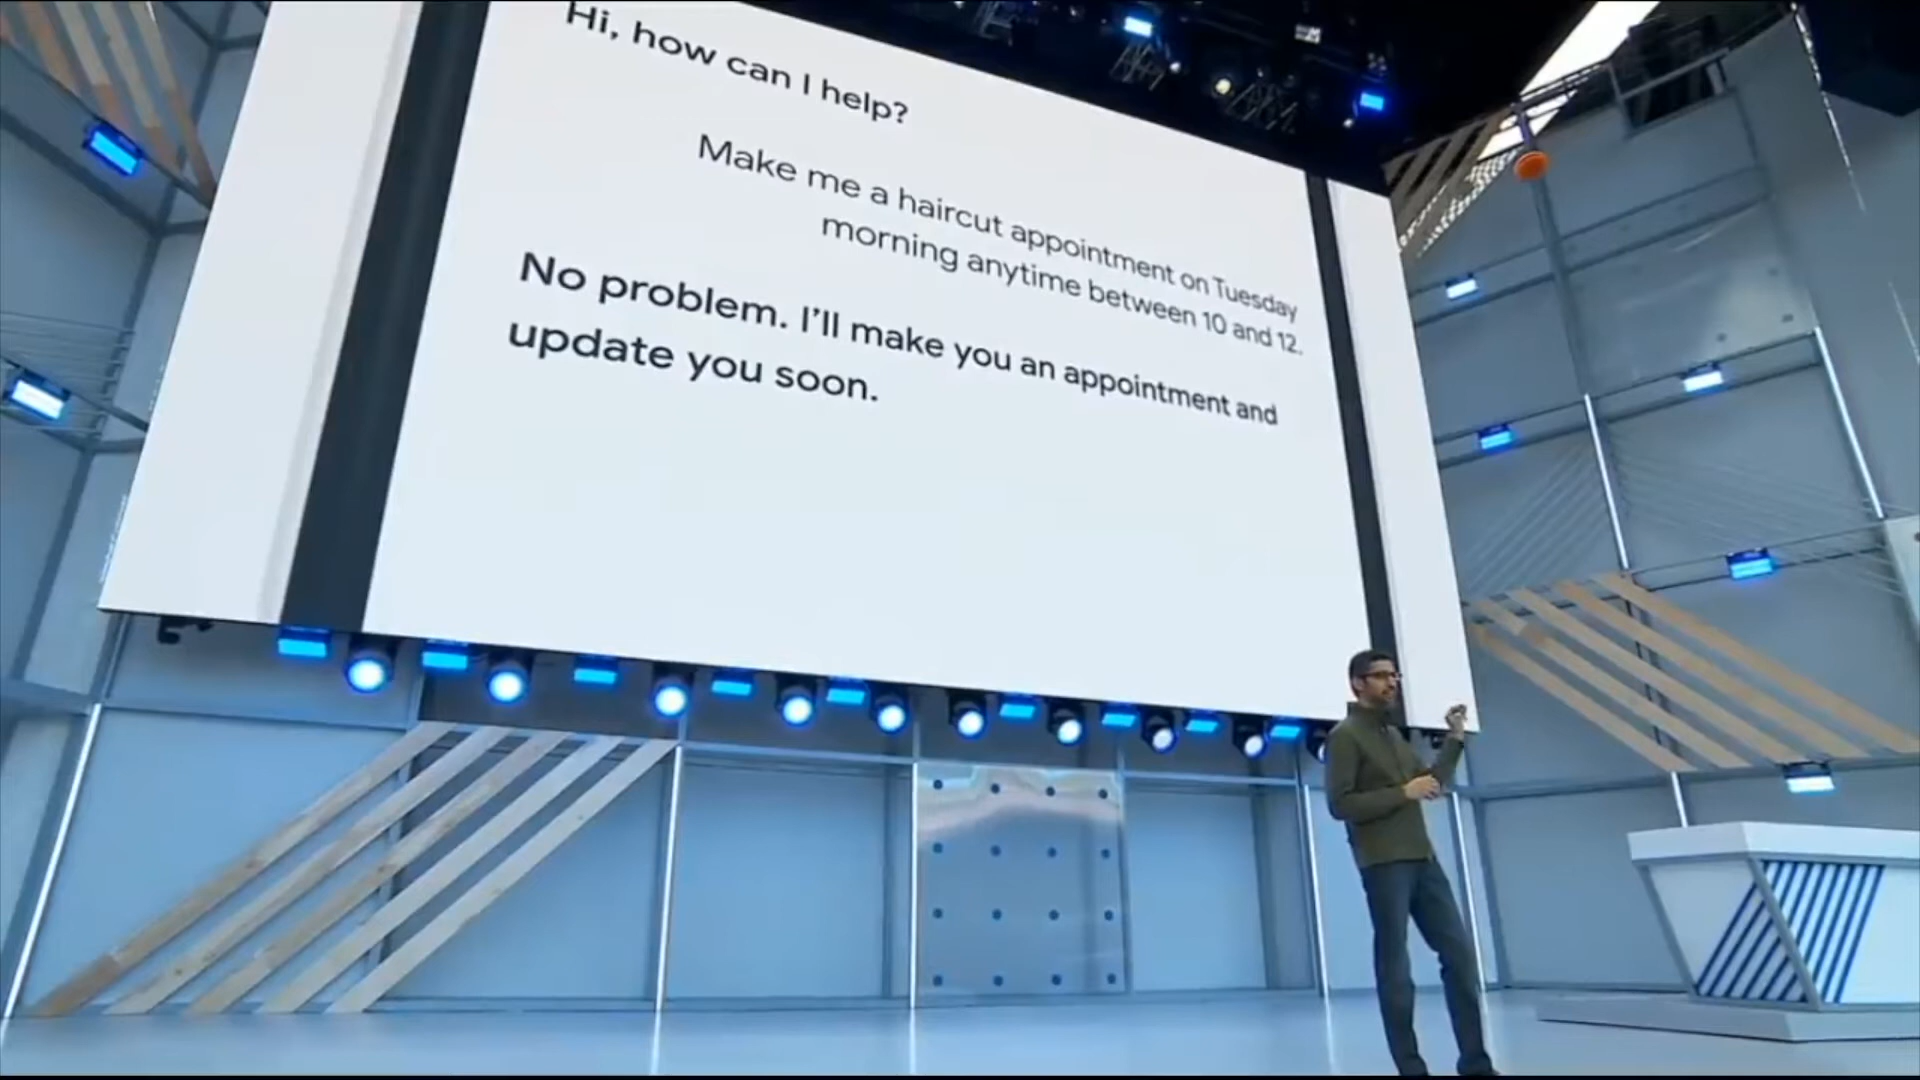 Hi, how can I help?
Make me a haircut appointment on Tuesday
morning anytime between 10 and 12.
No problem. I'll make you an appointment and
update you soon.